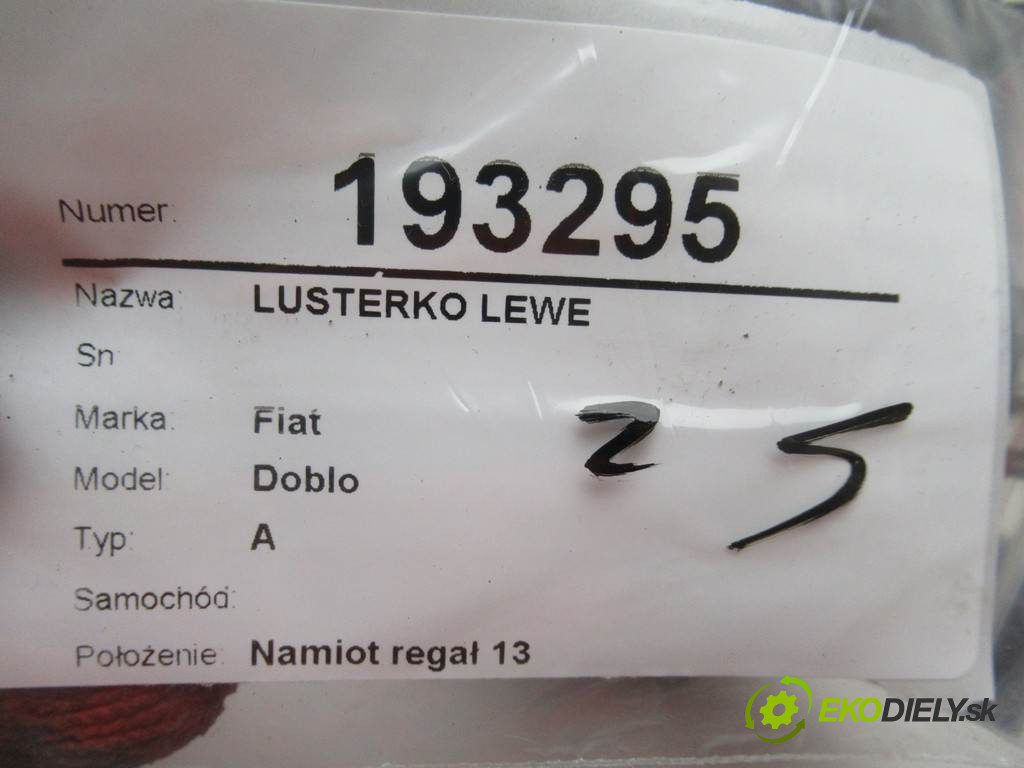 Numer: 193295
Nazwa: LUSTERKO LEWE
Sn
Marka: Fiat
2 5
Model: Doblo
Typ: A
Samochód:
Położenie: Namiot regał 13
EKODIELY.sk